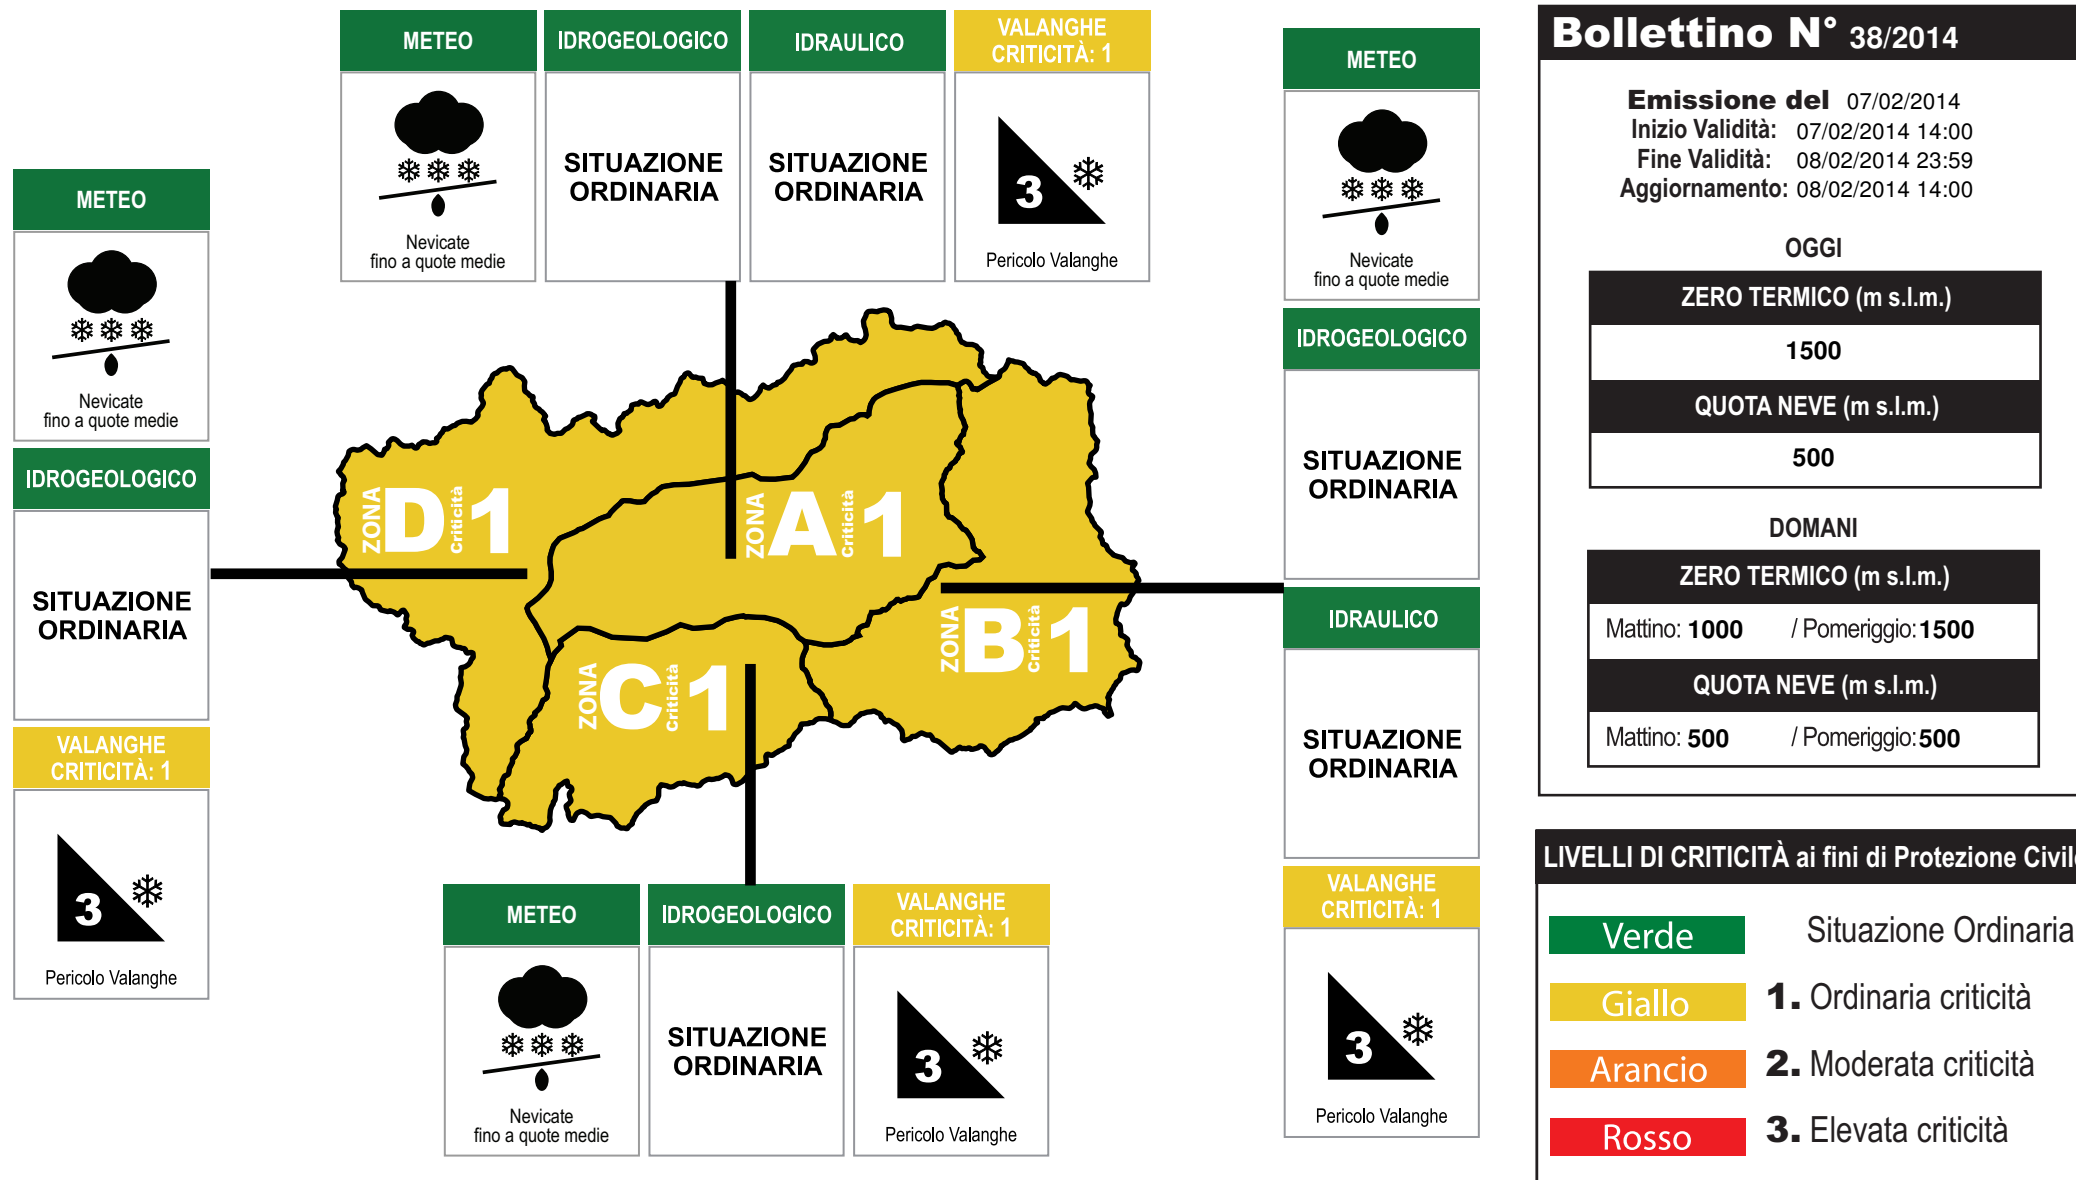 METEO
Nevicate
fino a quote medie
IDROGEOLOGICO
SITUAZIONE
ORDINARIA
IDRAULICO
SITUAZIONE
ORDINARIA
VALANGHE
CRITICITÀ: 1
3
Pericolo Valanghe
METEO
Nevicate
fino a quote medie
IDROGEOLOGICO
SITUAZIONE
ORDINARIA
VALANGHE
CRITICITÀ: 1
3
Pericolo Valanghe
ZONA D Criticità 1
ZONA A Criticità 1
ZONA B Criticità 1
ZONA C Criticità 1
METEO
Nevicate
fino a quote medie
IDROGEOLOGICO
SITUAZIONE
ORDINARIA
VALANGHE
CRITICITÀ: 1
3
Pericolo Valanghe
METEO
Nevicate
fino a quote medie
IDROGEOLOGICO
SITUAZIONE
ORDINARIA
IDRAULICO
SITUAZIONE
ORDINARIA
VALANGHE
CRITICITÀ: 1
3
Pericolo Valanghe
Bollettino N° 38/2014
Emissione del 07/02/2014
Inizio Validità: 07/02/2014 14:00
Fine Validità: 08/02/2014 23:59
Aggiornamento: 08/02/2014 14:00
OGGI
ZERO TERMICO (m s.l.m.)
1500
QUOTA NEVE (m s.l.m.)
500
DOMANI
ZERO TERMICO (m s.l.m.)
Mattino: 1000 / Pomeriggio: 1500
QUOTA NEVE (m s.l.m.)
Mattino: 500 / Pomeriggio: 500
LIVELLI DI CRITICITÀ ai fini di Protezione Civile
Verde Situazione Ordinaria
Giallo 1. Ordinaria criticità
Arancio 2. Moderata criticità
Rosso 3. Elevata criticità